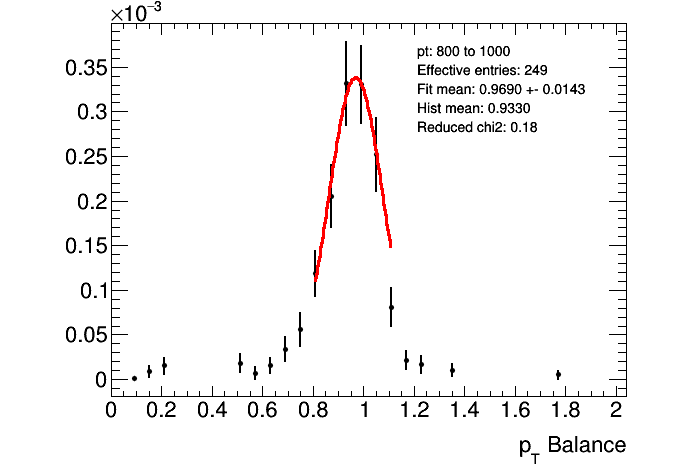 ×10⁻³
pt: 800 to 1000
Effective entries: 249
Fit mean: 0.9690 +- 0.0143
Hist mean: 0.9330
Reduced chi2: 0.18
0.35
0.3
0.25
0.2
0.15
0.1
0.05
0
0 0.2 0.4 0.6 0.8 1 1.2 1.4 1.6 1.8 2
p_T Balance